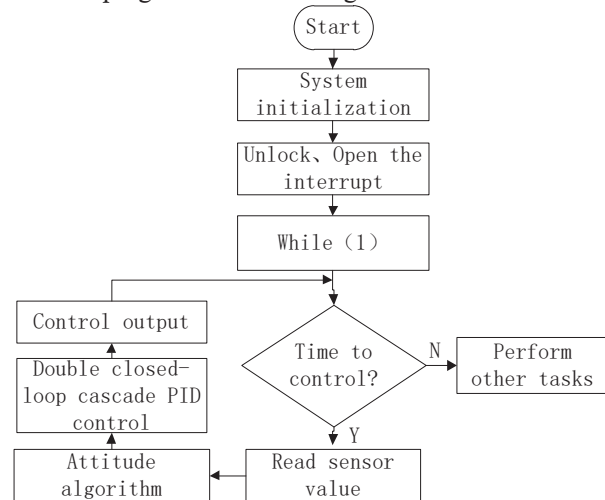 Start
System
initialization
Unlock、Open the
interrupt
While（1）
Control output
Time to
control?
N
Perform
other tasks
Double closed-
loop cascade PID
control
Y
Attitude
algorithm
Read sensor
value